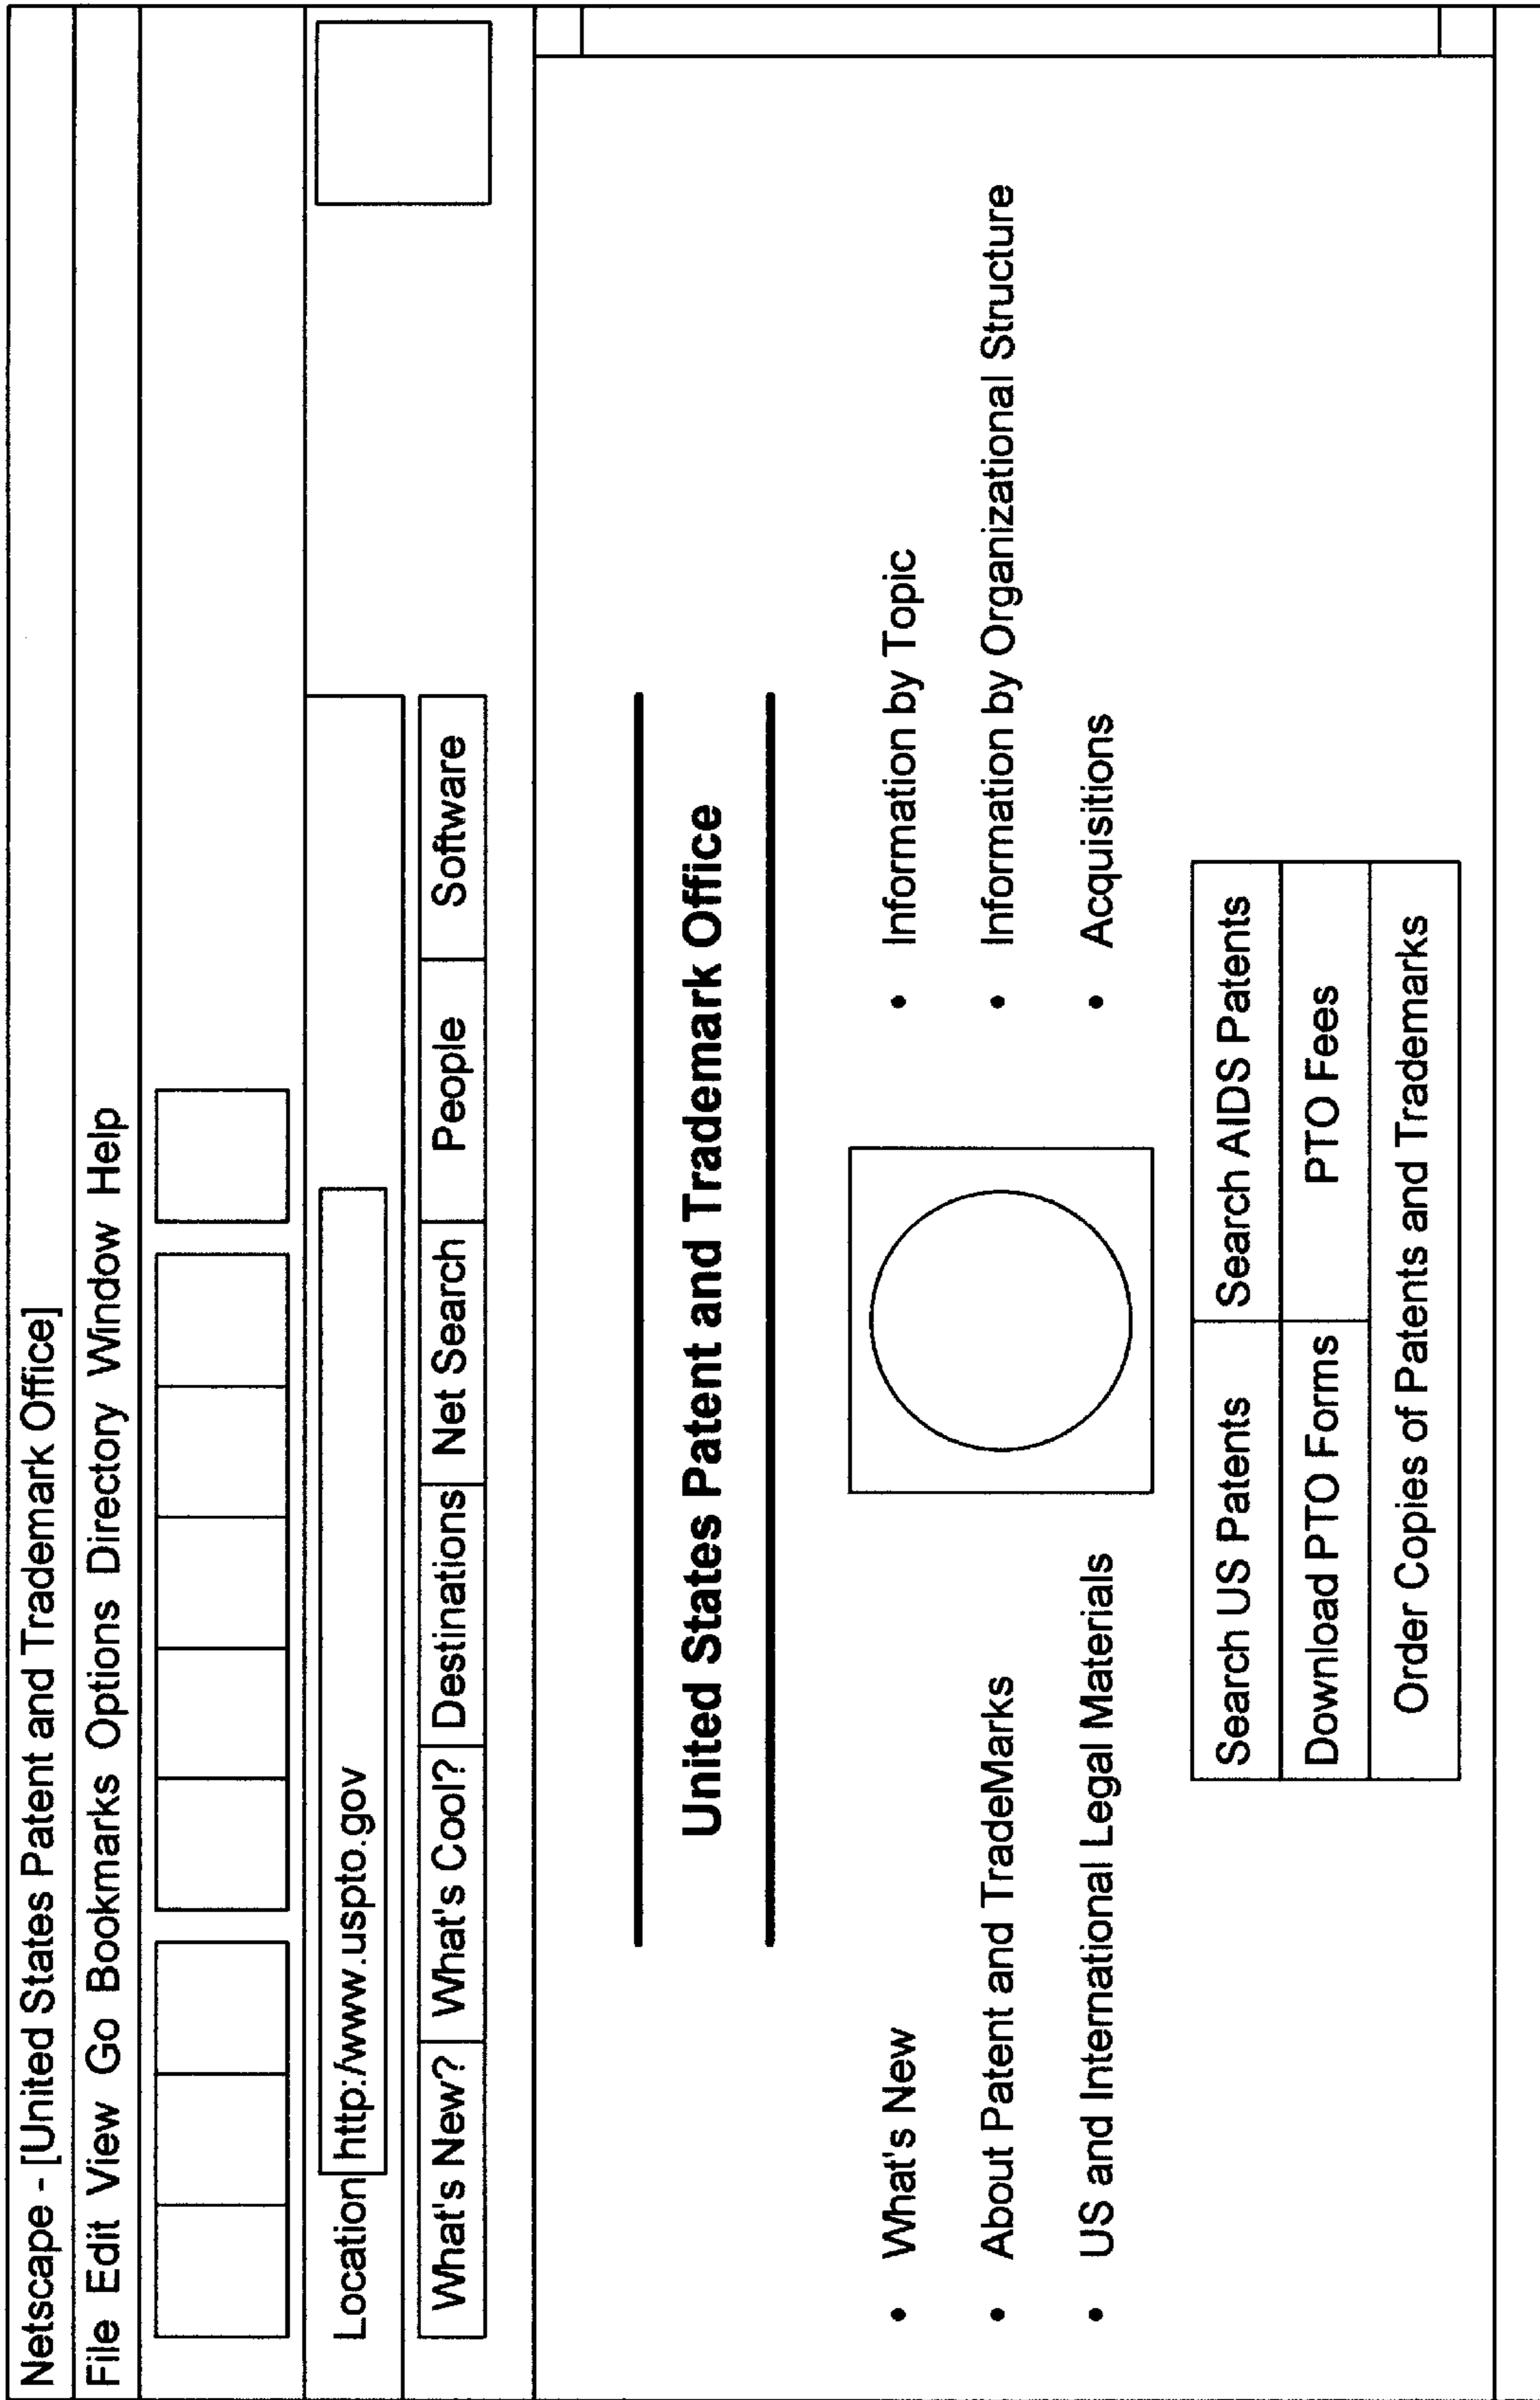 Netscape - [United States Patent and Trademark Office]
File Edit View Go Bookmarks Options Directory Window Help
Location http:/www.uspto.gov
What's New? What's Cool? Destinations Net Search People Software
United States Patent and Trademark Office
• What's New
• About Patent and TradeMarks
• US and International Legal Materials
• Information by Topic
• Information by Organizational Structure
• Acquisitions
Search US Patents Search AIDS Patents
Download PTO Forms PTO Fees
Order Copies of Patents and Trademarks